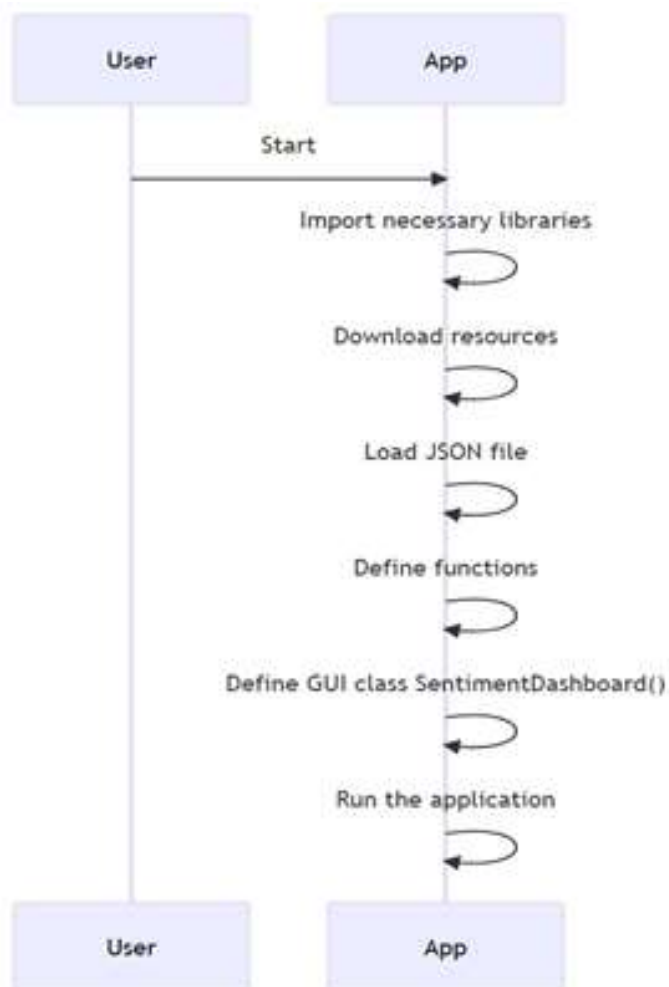 User
App
Start
Import necessary libraries
Download resources
Load JSON file
Define functions
Define GUI class SentimentDashboard()
Run the application
User
App